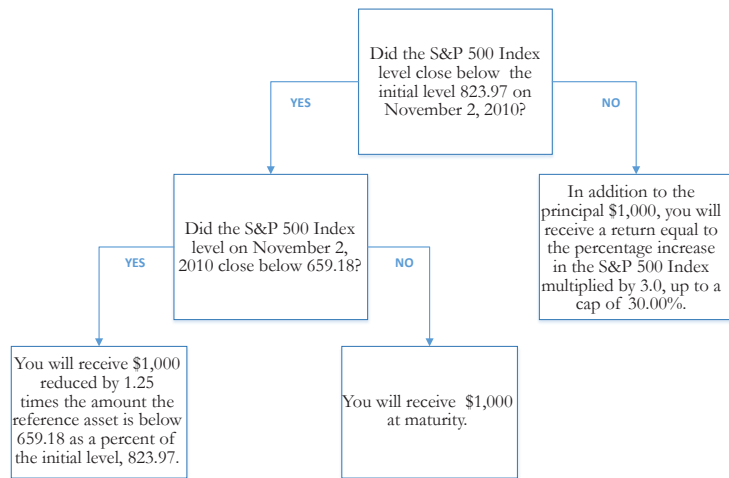 Did the S&P 500 Index
level close below the
initial level 823.97 on
November 2, 2010?
YES
NO
Did the S&P 500 Index
level on November 2,
2010 close below 659.18?
In addition to the
principal $1,000, you will
receive a return equal to
the percentage increase
in the S&P 500 Index
multiplied by 3.0, up to a
cap of 30.00%.
YES
NO
You will receive $1,000
reduced by 1.25
times the amount the
reference asset is below
659.18 as a percent of
the initial level, 823.97.
You will receive $1,000
at maturity.